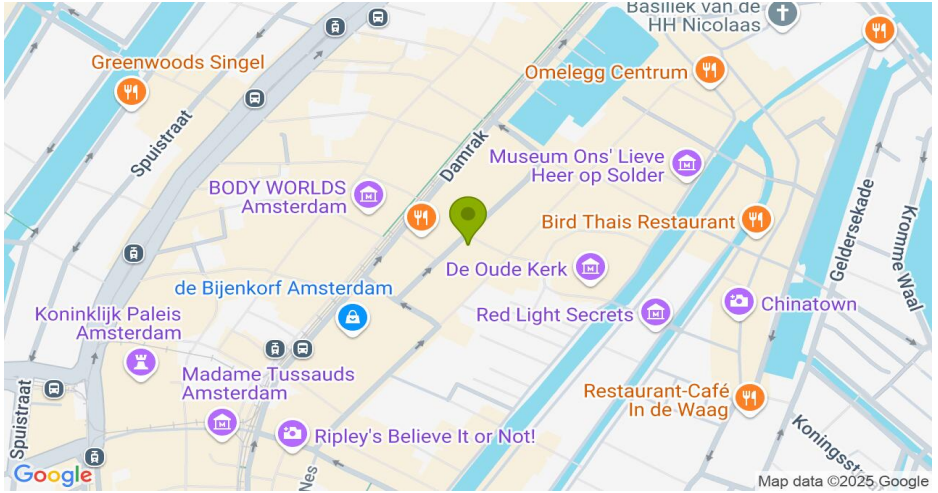 Basiliek van de
HH Nicolaas
Greenwoods Singel
Omelegg Centrum
Spuistraat
Damrak
Museum Ons' Lieve
Heer op Solder
BODY WORLDS
Amsterdam
Bird Thais Restaurant
Geldersekade
Kromme Waal
De Oude Kerk
de Bijenkorf Amsterdam
Chinatown
Red Light Secrets
Koninklijk Paleis
Amsterdam
Madame Tussauds
Amsterdam
Restaurant-Café
In de Waag
Spuistraat
Ripley's Believe It or Not!
Koningsstr
Nes
Google
Map data ©2025 Google